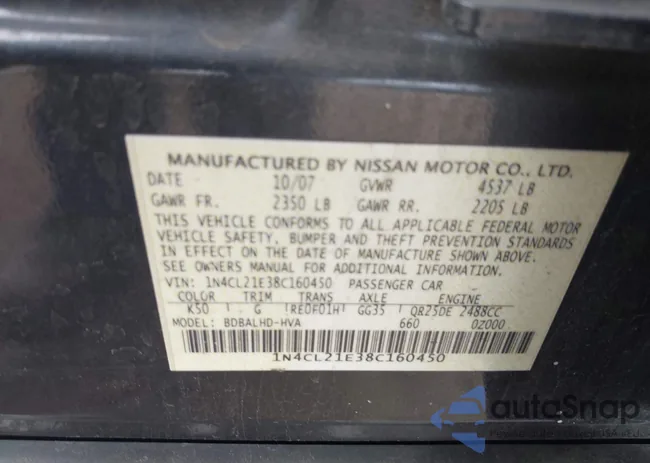 MANUFACTURED BY NISSAN MOTOR CO., LTD.
DATE 10/07 GVWR 4537 LB
GAWR FR. 2350 LB GAWR RR. 2205 LB
THIS VEHICLE CONFORMS TO ALL APPLICABLE FEDERAL MOTOR
VEHICLE SAFETY, BUMPER AND THEFT PREVENTION STANDARDS
IN EFFECT ON THE DATE OF MANUFACTURE SHOWN ABOVE.
SEE OWNERS MANUAL FOR ADDITIONAL INFORMATION.
VIN: 1N4CL21E38C160450 PASSENGER CAR
COLOR TRIM TRANS AXLE ENGINE
K50 G RE0F01H GG35 QR25DE 2488CC
MODEL: BDBALHD-HVA 660 02000
1N4CL21E38C160450
autoSnap